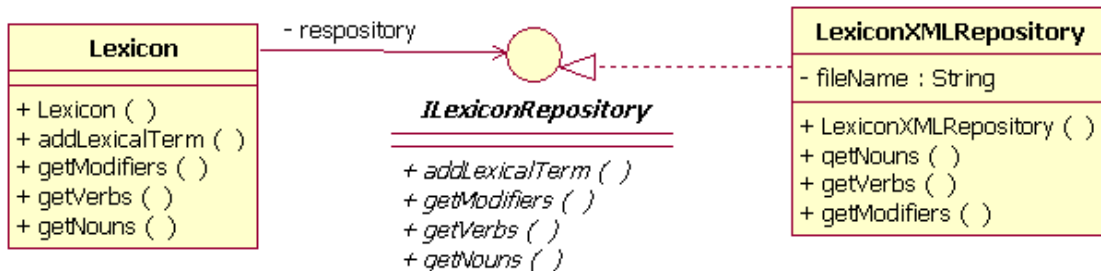 Lexicon
+ Lexicon ( )
+ addLexicalTerm ( )
+ getModifiers ( )
+ getVerbs ( )
+ getNouns ( )
- respository
ILexiconRepository
+ addLexicalTerm ( )
+ getModifiers ( )
+ getVerbs ( )
+ getNouns ( )
LexiconXMLRepository
- fileName : String
+ LexiconXMLRepository ( )
+ getNouns ( )
+ getVerbs ( )
+ getModifiers ( )